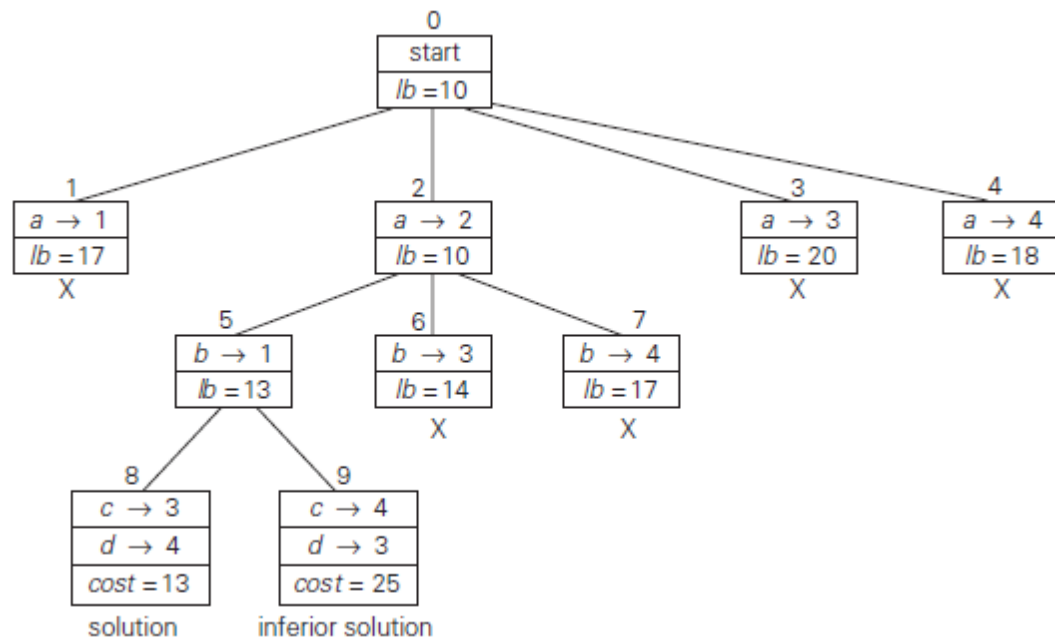 0
start
lb =10
1
a → 1
lb =17
X
2
a → 2
lb =10
3
a → 3
lb =20
X
4
a → 4
lb =18
X
5
b → 1
lb =13
6
b → 3
lb =14
X
7
b → 4
lb =17
X
8
c → 3
d → 4
cost =13
solution
9
c → 4
d → 3
cost =25
inferior solution